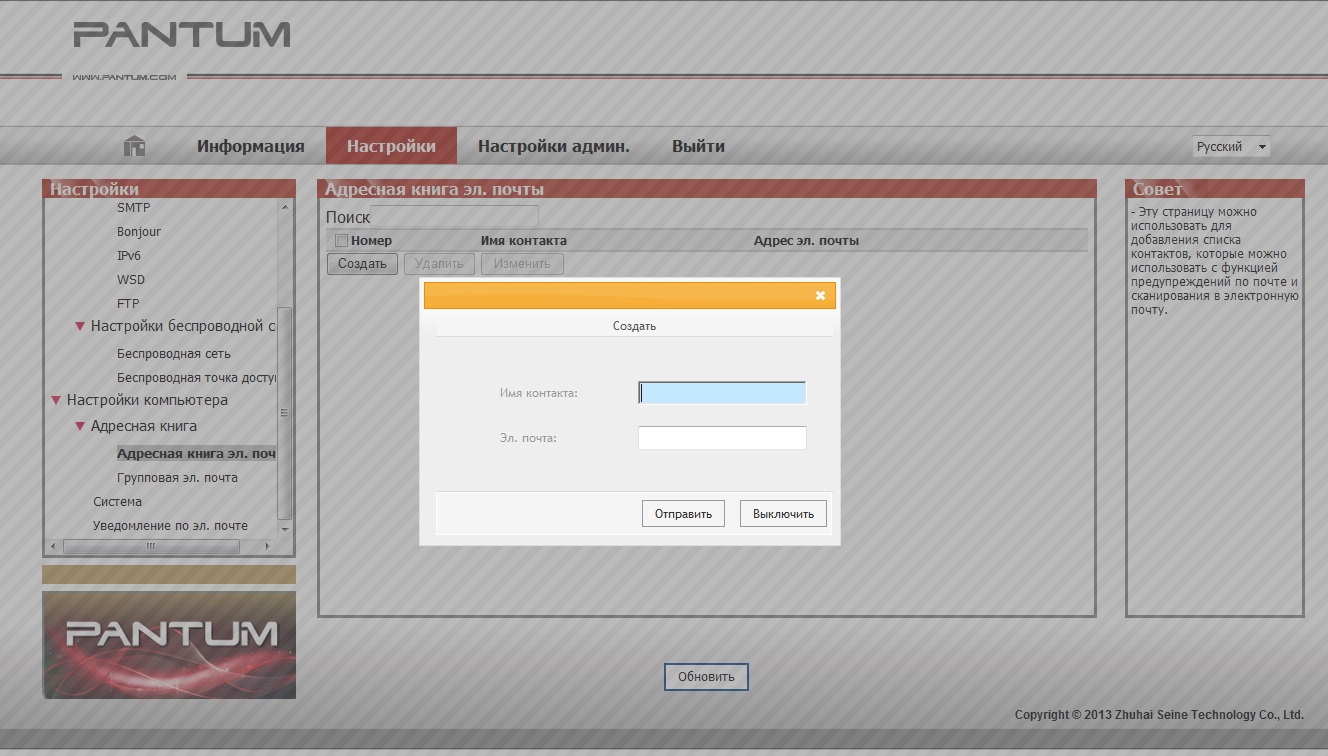 PANTUM
WWW.PANTUM.COM
Информация
Настройки
Настройки админ.
Выйти
Русский
Настройки
SMTP
Bonjour
IPv6
WSD
FTP
Настройки беспроводной с
Беспроводная сеть
Беспроводная точка досту
Настройки компьютера
Адресная книга
Адресная книга эл. поч
Групповая эл. почта
Система
Уведомление по эл. почте
PANTUM
Адресная книга эл. почты
Поиск
Номер Имя контакта Адрес эл. почты
Создать Удалить Изменить
Создать
Имя контакта:
Эл. почта:
Отправить Выключить
Совет
- Эту страницу можно
использовать для
добавления списка
контактов, которые можно
использовать с функцией
предупреждений по почте и
сканирования в электронную
почту.
Обновить
Copyright © 2013 Zhuhai Seine Technology Co., Ltd.